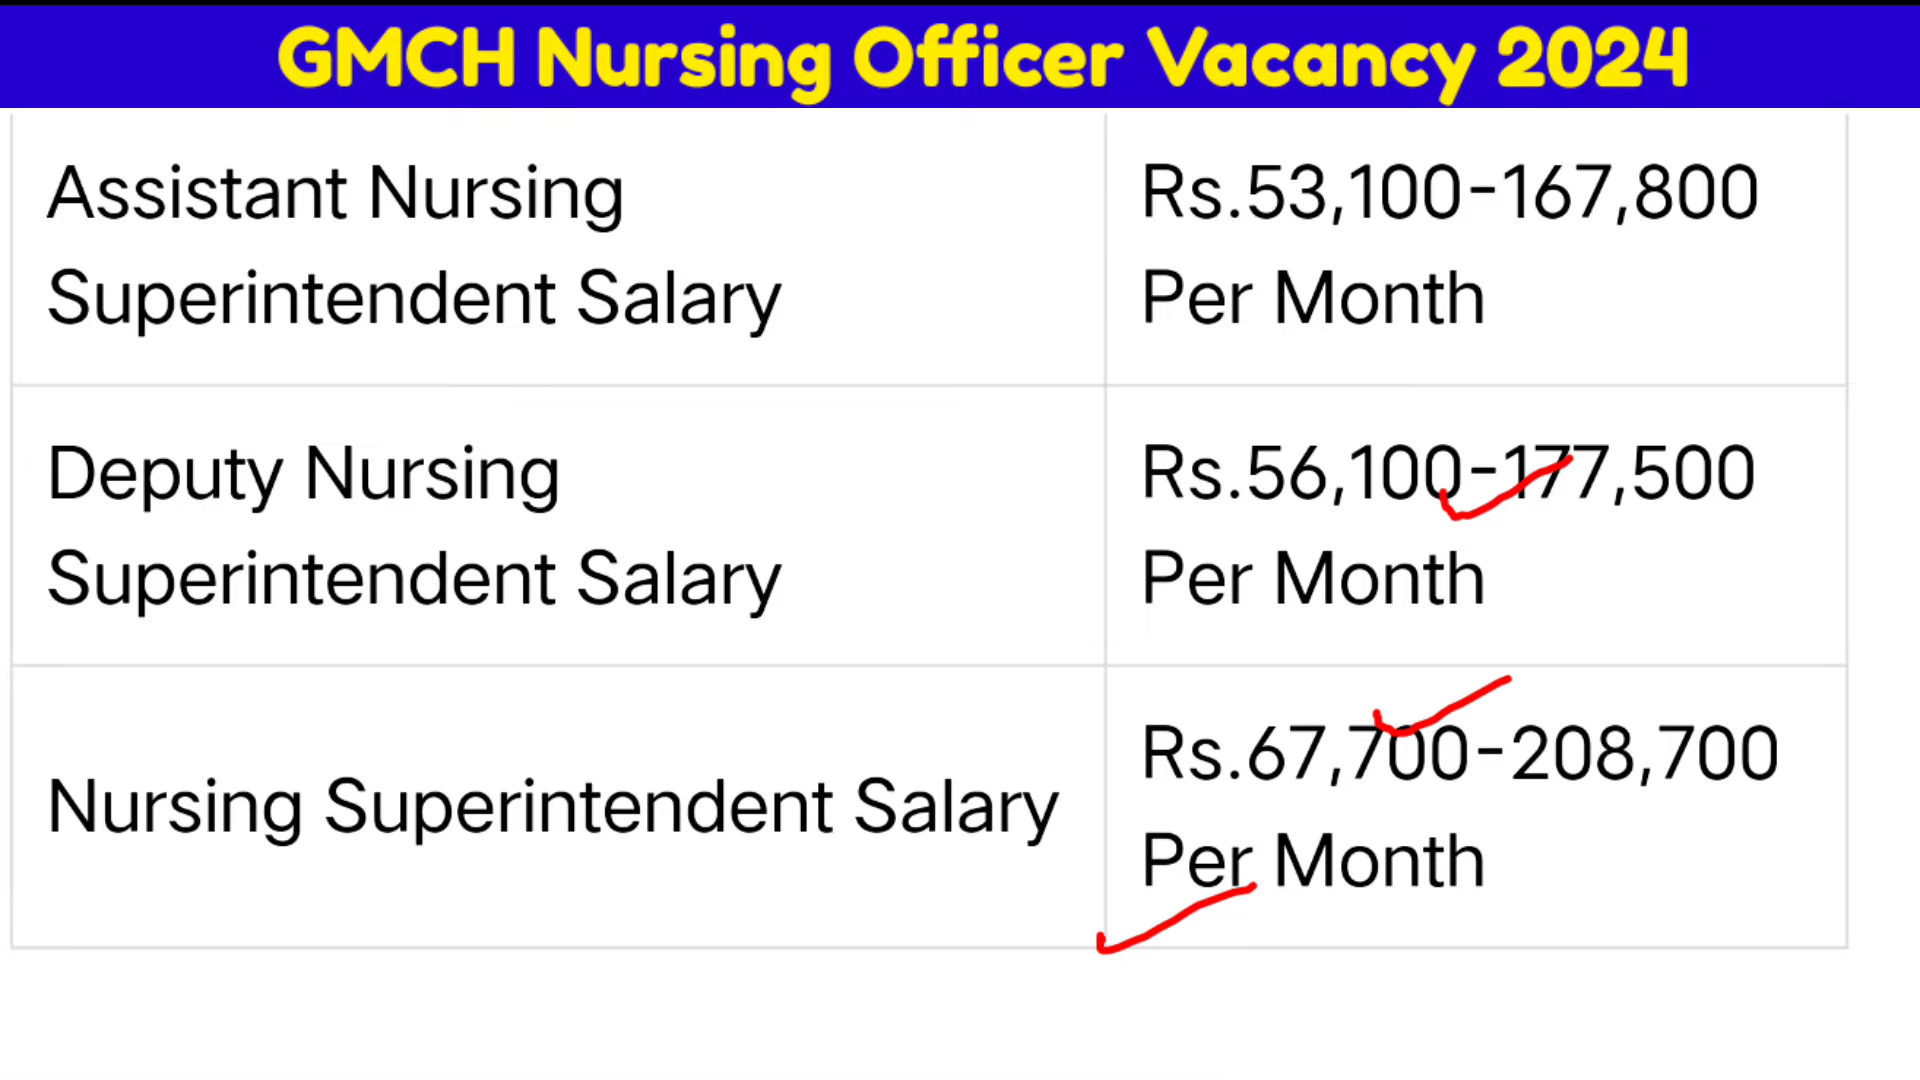 GMCH Nursing Officer Vacancy 2024
Assistant Nursing
Superintendent Salary
Rs.53,100-167,800
Per Month
Deputy Nursing
Superintendent Salary
Rs.56,100-177,500
Per Month
Nursing Superintendent Salary
Rs.67,700-208,700
Per Month